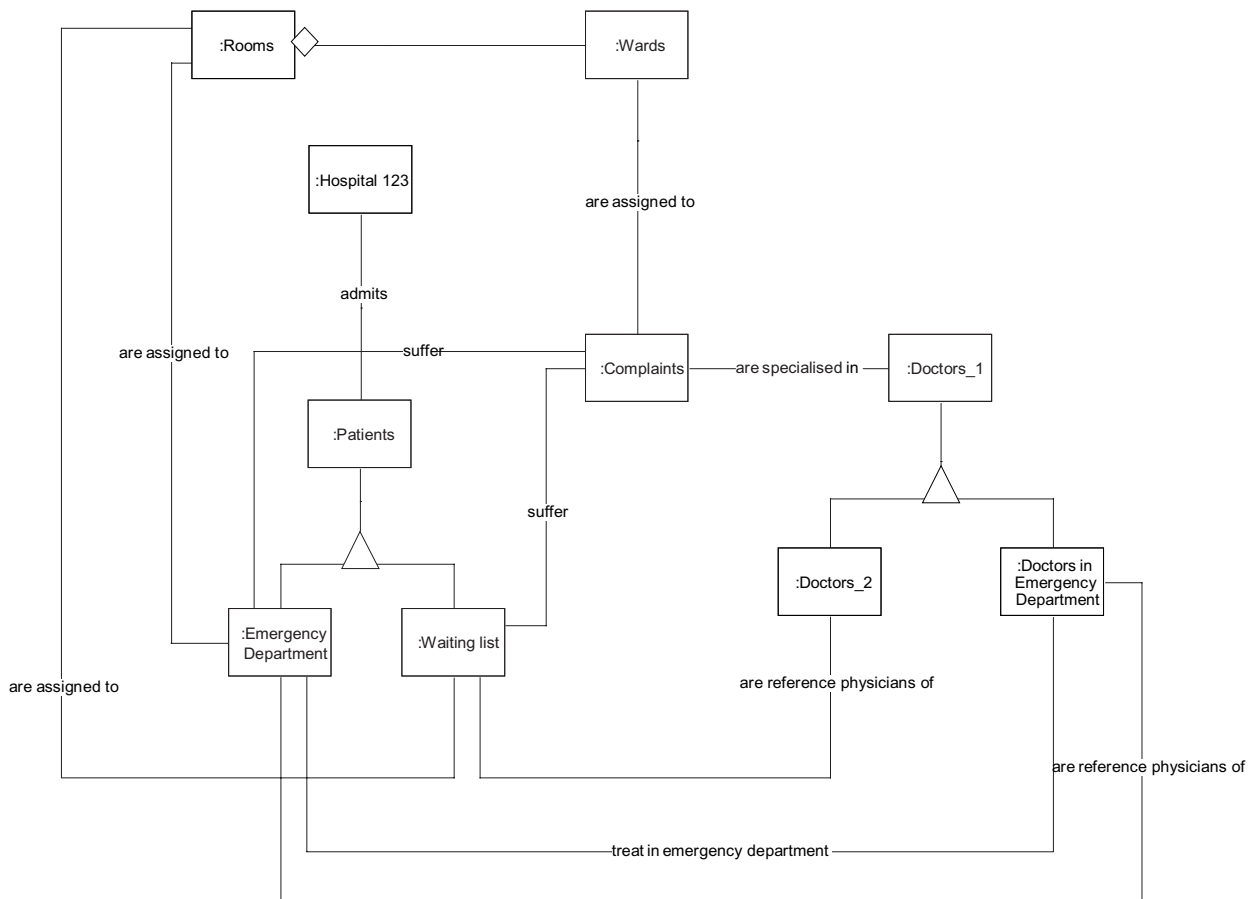 :Rooms
:Wards
:Hospital 123
are assigned to
admits
are assigned to
suffer
:Complaints
are specialised in
:Doctors_1
:Patients
suffer
:Doctors_2
:Doctors in
Emergency
Department
:Emergency
Department
:Waiting list
are assigned to
are reference physicians of
are reference physicians of
treat in emergency department